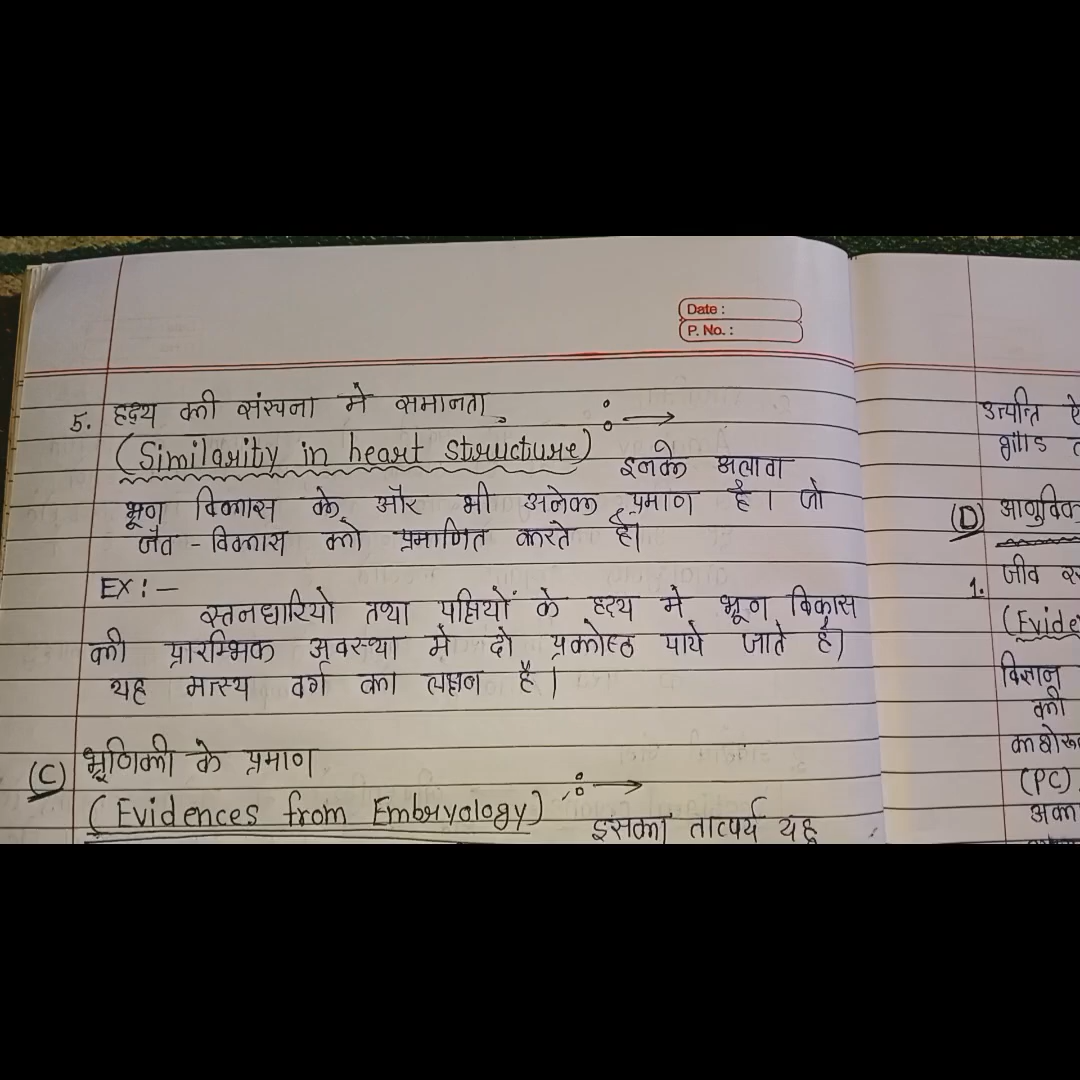 Date :
P. No. :
5. हृदय की संरचना में समानता
(Similarity in heart structure) :→ इनके अलावा
भ्रूण विकास के और भी अनेक प्रमाण है। जो
जैव - विकास को प्रमाणित करते है।
EX : —
स्तनधारियो तथा पक्षियों के हृदय मे भ्रूण विकास
की प्रारम्भिक अवस्था में दो प्रकोष्ठ पाये जाते है।
यह मत्स्य वर्ग का लक्षण है।
(C) भ्रूणिकी के प्रमाण
(Evidences from Embryology) :→ इसका तात्पर्य यह
gills
(D)
1. जीव
(Evide
विज्ञान
की
(PC)